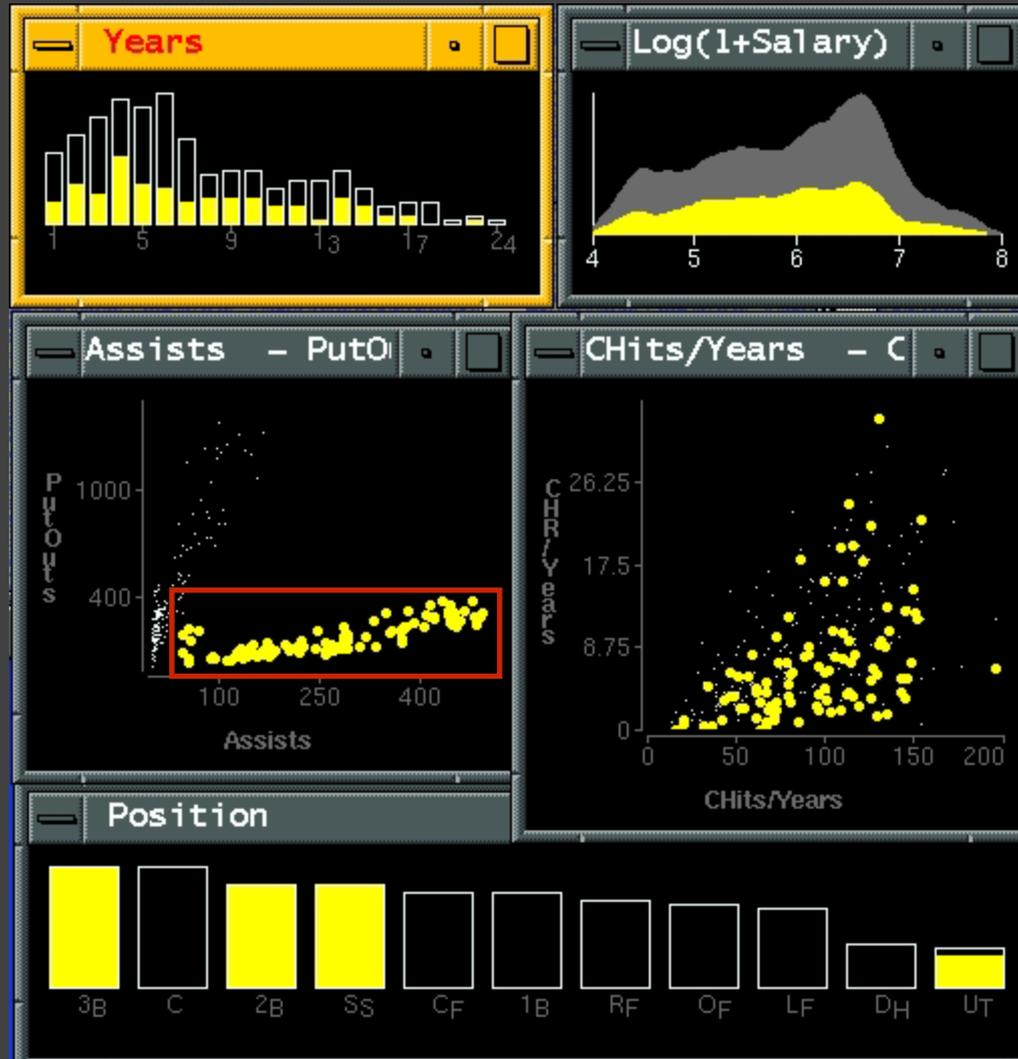 Years
Log(1+Salary)
1 5 9 13 17 24
4 5 6 7 8
Assists - PutO
CHits/Years - C
PutOuts
1000
400
100 250 400
Assists
CHR/Years
26.25
17.5
8.75
0
0 50 100 150 200
CHits/Years
Position
3B C 2B SS CF 1B RF OF LF DH UT